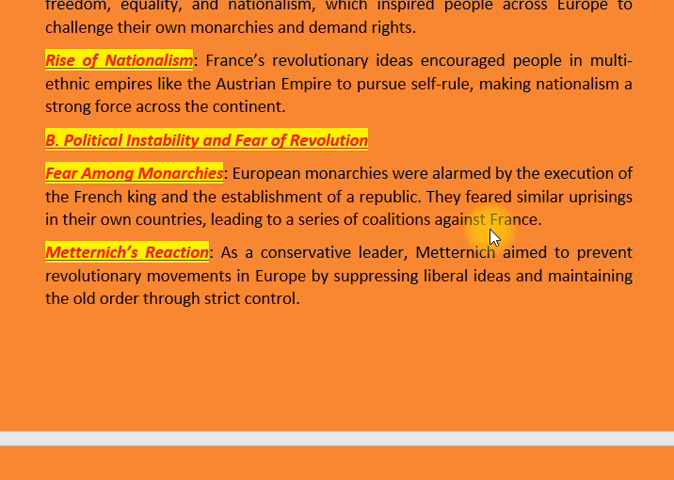 freedom, equality, and nationalism, which inspired people across Europe to
challenge their own monarchies and demand rights.
Rise of Nationalism: France’s revolutionary ideas encouraged people in multi-
ethnic empires like the Austrian Empire to pursue self-rule, making nationalism a
strong force across the continent.
B. Political Instability and Fear of Revolution
Fear Among Monarchies: European monarchies were alarmed by the execution of
the French king and the establishment of a republic. They feared similar uprisings
in their own countries, leading to a series of coalitions against France.
Metternich’s Reaction: As a conservative leader, Metternich aimed to prevent
revolutionary movements in Europe by suppressing liberal ideas and maintaining
the old order through strict control.